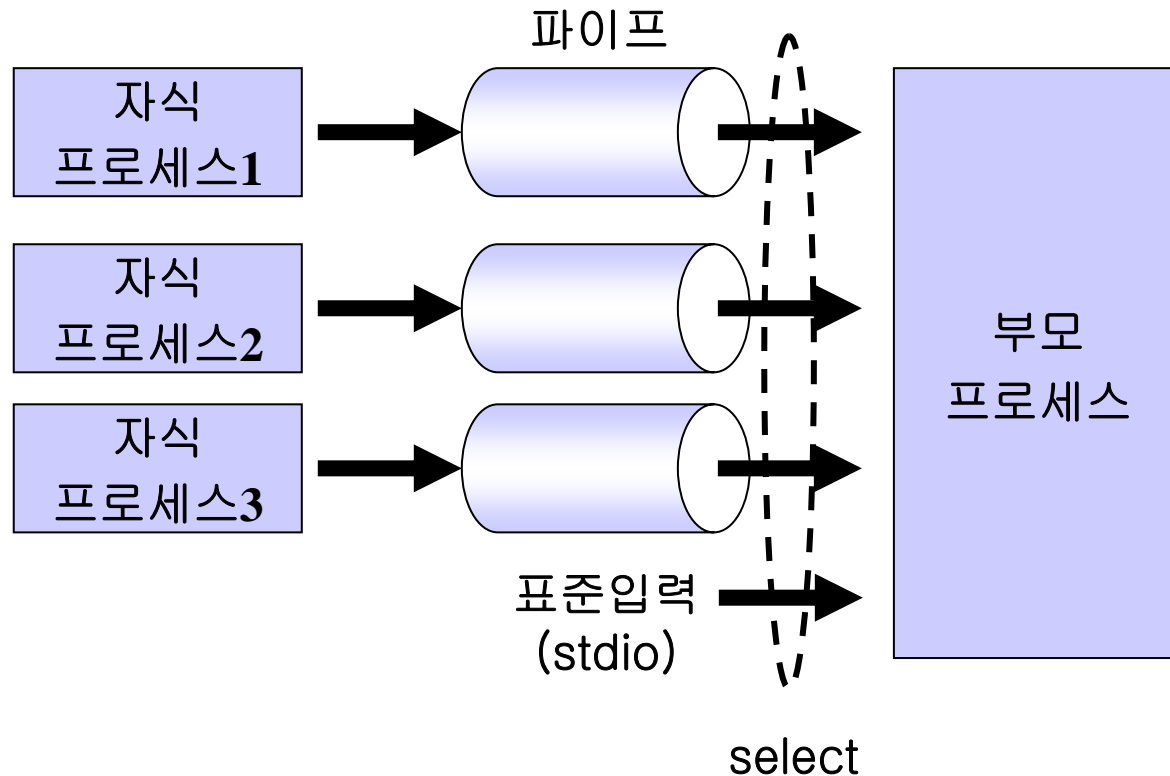 파이프
자식
프로세스1
자식
프로세스2
자식
프로세스3
표준입력
(stdio)
부모
프로세스
select